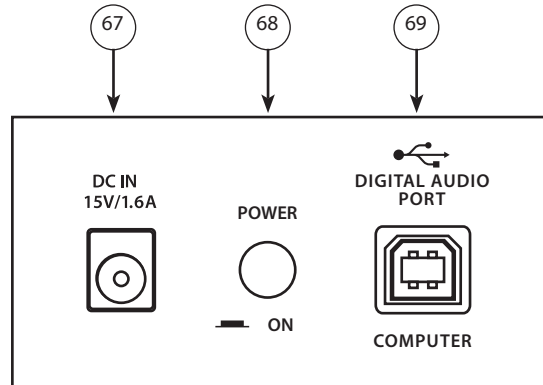 67 68 69
DC IN
15V/1.6A
POWER
ON
DIGITAL AUDIO
PORT
COMPUTER